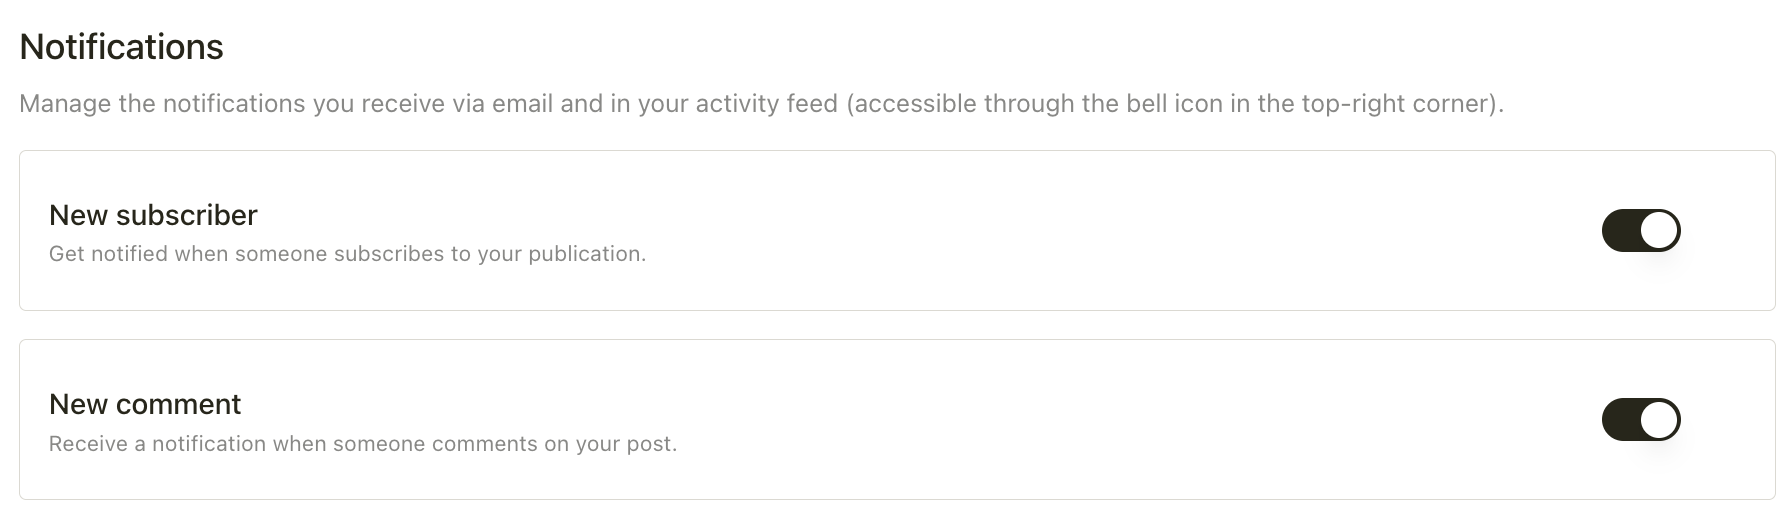 Notifications
Manage the notifications you receive via email and in your activity feed (accessible through the bell icon in the top-right corner).
New subscriber
Get notified when someone subscribes to your publication.
New comment
Receive a notification when someone comments on your post.